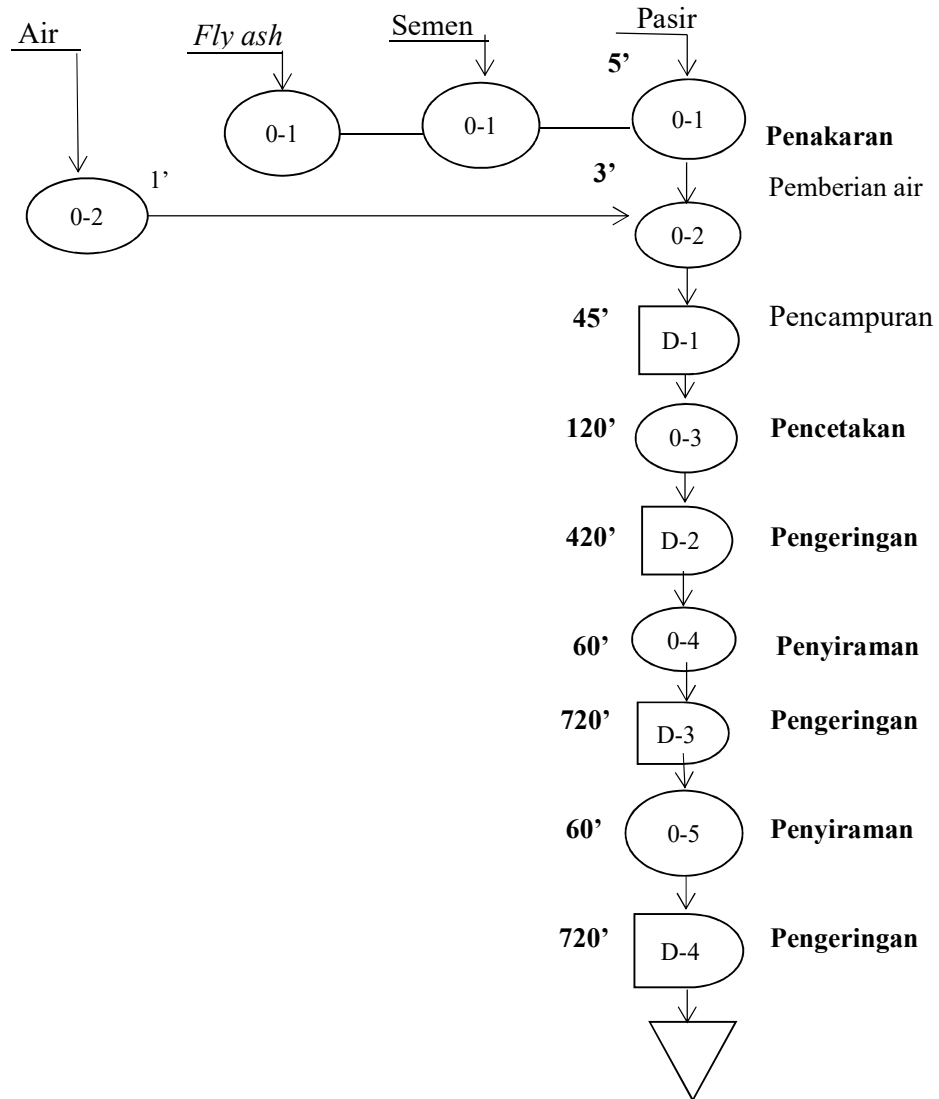 Air
Fly ash
Semen
Pasir
5’
0-1
0-1
0-1
Penakaran
3’
Pemberian air
1’
0-2
0-2
45’
D-1
Pencampuran
120’
0-3
Pencetakan
420’
D-2
Pengeringan
60’
0-4
Penyiraman
720’
D-3
Pengeringan
60’
0-5
Penyiraman
720’
D-4
Pengeringan